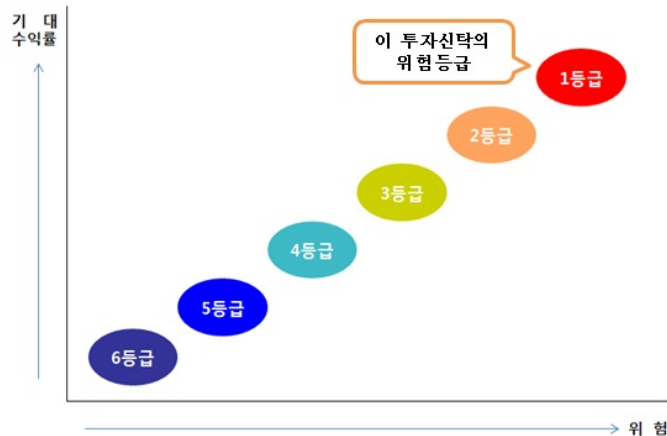 기 대
수익률
이 투자신탁의
위험등급
1등급
2등급
3등급
4등급
5등급
6등급
위 험